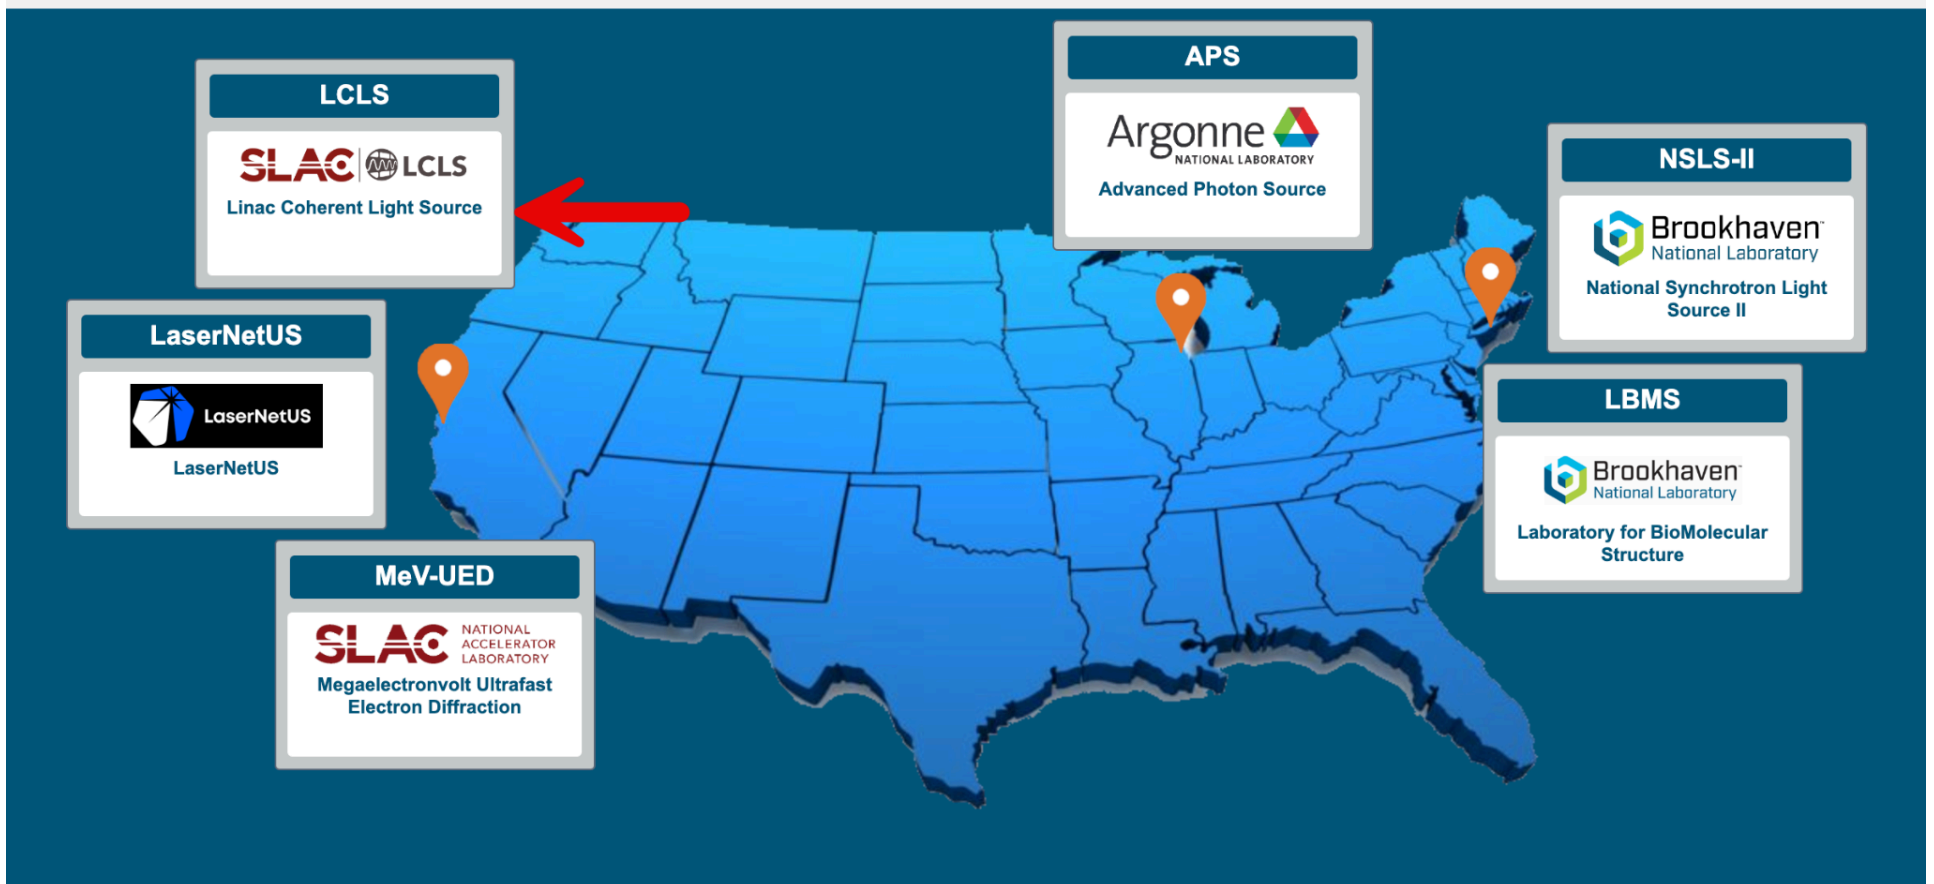 LCLS
SLAC LCLS
Linac Coherent Light Source
APS
Argonne
NATIONAL LABORATORY
Advanced Photon Source
NSLS-II
Brookhaven™
National Laboratory
National Synchrotron Light
Source II
LaserNetUS
LaserNetUS
LaserNetUS
LBMS
Brookhaven™
National Laboratory
Laboratory for BioMolecular
Structure
MeV-UED
SLAC
NATIONAL
ACCELERATOR
LABORATORY
Megaelectronvolt Ultrafast
Electron Diffraction